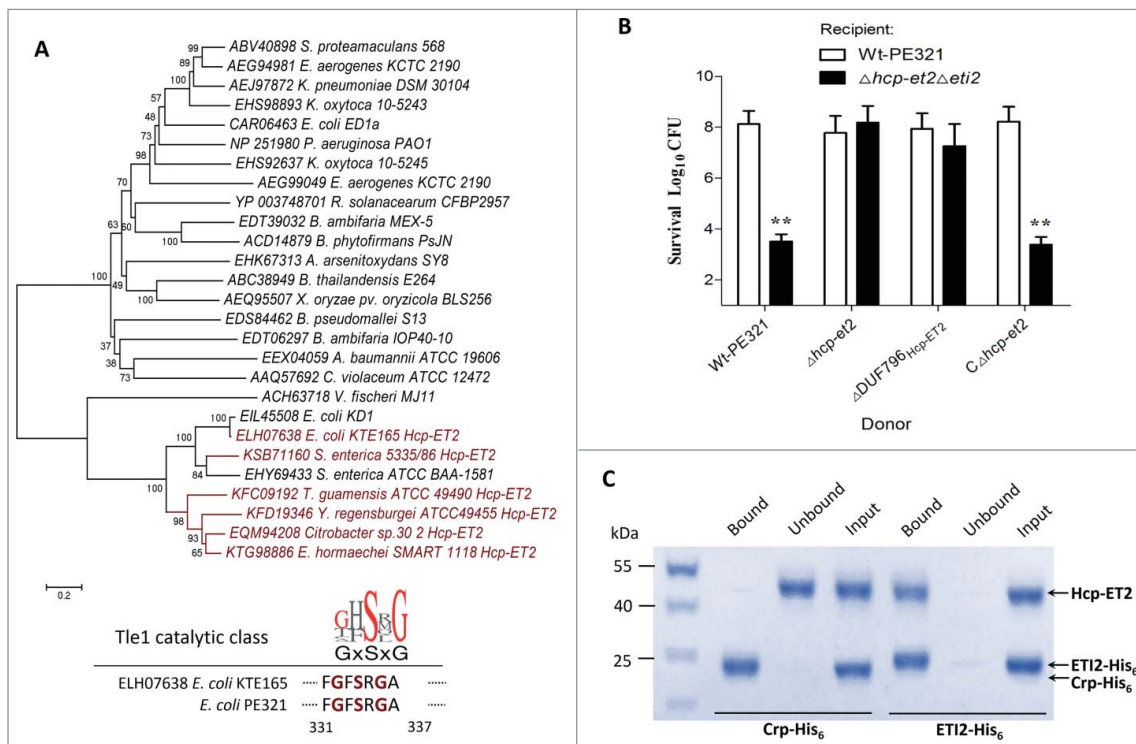 A
99
ABV40898 S. proteamaculans 568
89
AEG94981 E. aerogenes KCTC 2190
100
AEJ97872 K. pneumoniae DSM 30104
57
EHS98893 K. oxytoca 10-5243
48
CAR06463 E. coli ED1a
73
NP 251980 P. aeruginosa PAO1
98
EHS92637 K. oxytoca 10-5245
70
AEG99049 E. aerogenes KCTC 2190
YP 003748701 R. solanacearum CFBP2957
63
60
EDT39032 B. ambifaria MEX-5
100
ACD14879 B. phytofirmans PsJN
EHK67313 A. arsenitoxydans SY8
100
49
ABC38949 B. thailandensis E264
100
AEQ95507 X. oryzae pv. oryzicola BLS256
EDS84462 B. pseudomallei S13
37
EDT06297 B. ambifaria IOP40-10
38
EEX04059 A. baumannii ATCC 19606
73
AAQ57692 C. violaceum ATCC 12472
ACH63718 V. fischeri MJ11
100
EIL45508 E. coli KD1
100
ELH07638 E. coli KTE165 Hcp-ET2
KSB71160 S. enterica 5335/86 Hcp-ET2
84
EHY69433 S. enterica ATCC BAA-1581
100
KFC09192 T. guamensis ATCC 49490 Hcp-ET2
98
KFD19346 Y. regensburgei ATCC49455 Hcp-ET2
93
EQM94208 Citrobacter sp.30 2 Hcp-ET2
65
KTG98886 E. hormaechei SMART 1118 Hcp-ET2
0.2
Tle1 catalytic class
GxSxG
ELH07638 E. coli KTE165 ····· FGFSRGA ·····
E. coli PE321 ····· FGFSRGA ·····
331 337
B
Recipient:
Wt-PE321
△hcp-et2△eti2
Survival Log10 CFU
10
8
6
4
2
**
**
Wt-PE321
△hcp-et2
△DUF796Hcp-ET2
C△hcp-et2
Donor
C
kDa
Bound
Unbound
Input
Bound
Unbound
Input
55
40
25
Hcp-ET2
ETI2-His6
Crp-His6
Crp-His6
ETI2-His6